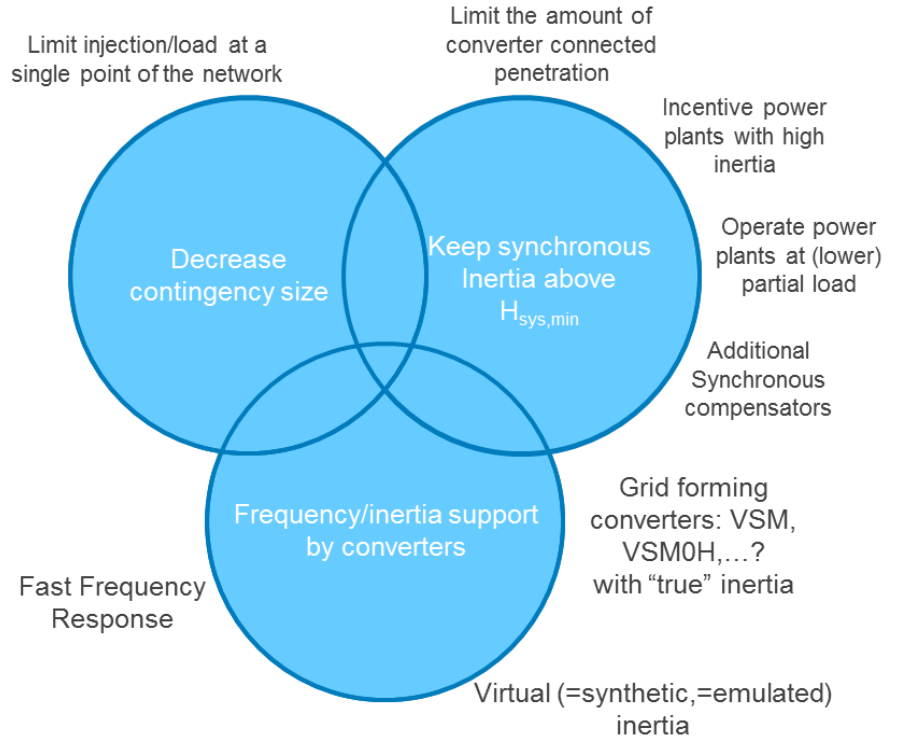 Limit injection/load at a
single point of the network
Limit the amount of
converter connected
penetration
Incentive power
plants with high
inertia
Operate power
plants at (lower)
partial load
Additional
Synchronous
compensators
Decrease
contingency size
Keep synchronous
Inertia above
Hsys,min
Frequency/inertia support
by converters
Grid forming
converters: VSM,
VSM0H,...?
with “true” inertia
Fast Frequency
Response
Virtual (=synthetic,=emulated)
inertia